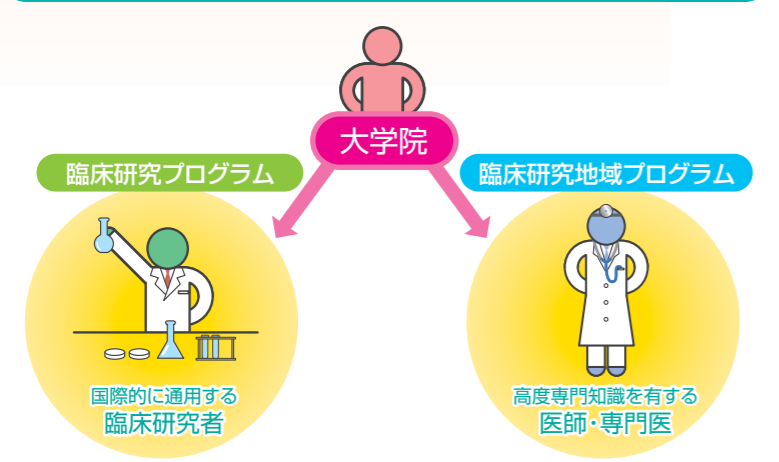 大学院
臨床研究プログラム
臨床研究地域プログラム
国際的に通用する
臨床研究者
高度専門知識を有する
医師・専門医